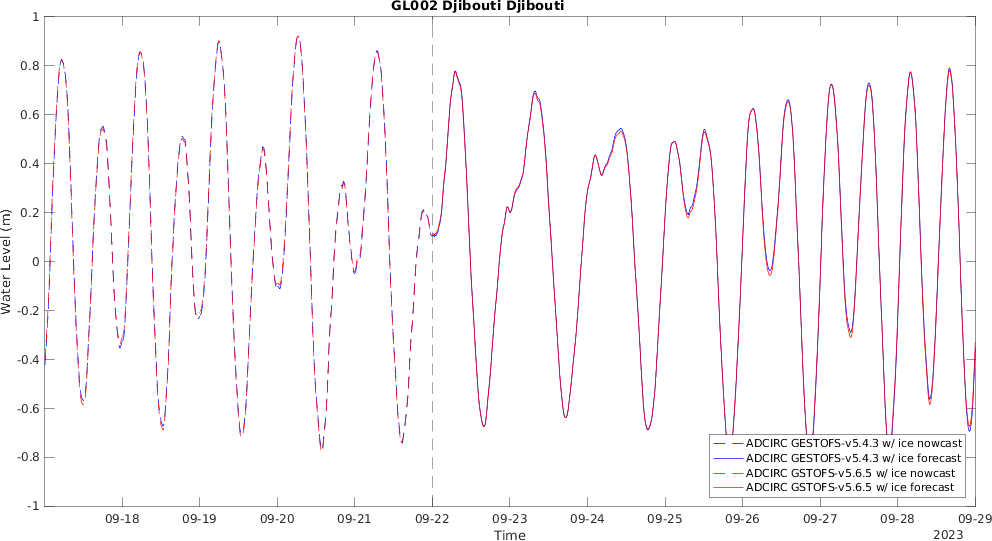 GL002 Djibouti Djibouti
1
0.8
0.6
0.4
0.2
0
-0.2
-0.4
-0.6
-0.8
-1
Water Level (m)
ADCIRC GESTOFS-v5.4.3 w/ ice nowcast
ADCIRC GESTOFS-v5.4.3 w/ ice forecast
ADCIRC GSTOFS-v5.6.5 w/ ice nowcast
ADCIRC GSTOFS-v5.6.5 w/ ice forecast
09-18 09-19 09-20 09-21 09-22 09-23 09-24 09-25 09-26 09-27 09-28 09-29
Time
2023